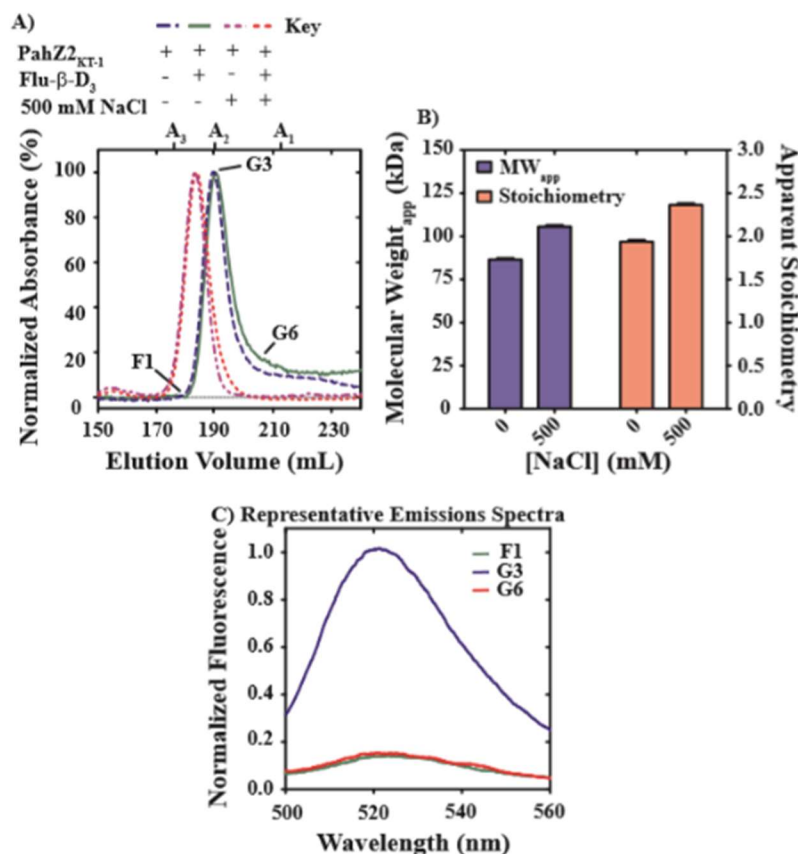 A)
Key
PahZ2KT-1 + + + +
Flu-β-D3 - + - +
500 mM NaCl - - + +
A3 A2 A1
B)
100
80
60
40
20
0
Normalized Absorbance (%)
G3
G6
F1
150 170 190 210 230
Elution Volume (mL)
150
125
100
75
50
25
0
Molecular Weightapp (kDa)
MWapp
Stoichiometry
3.0
2.5
2.0
1.5
1.0
0.5
0.0
Apparent Stoichiometry
0 500 0 500
[NaCl] (mM)
C) Representative Emissions Spectra
1.0
0.8
0.6
0.4
0.2
0.0
Normalized Fluorescence
F1
G3
G6
500 520 540 560
Wavelength (nm)